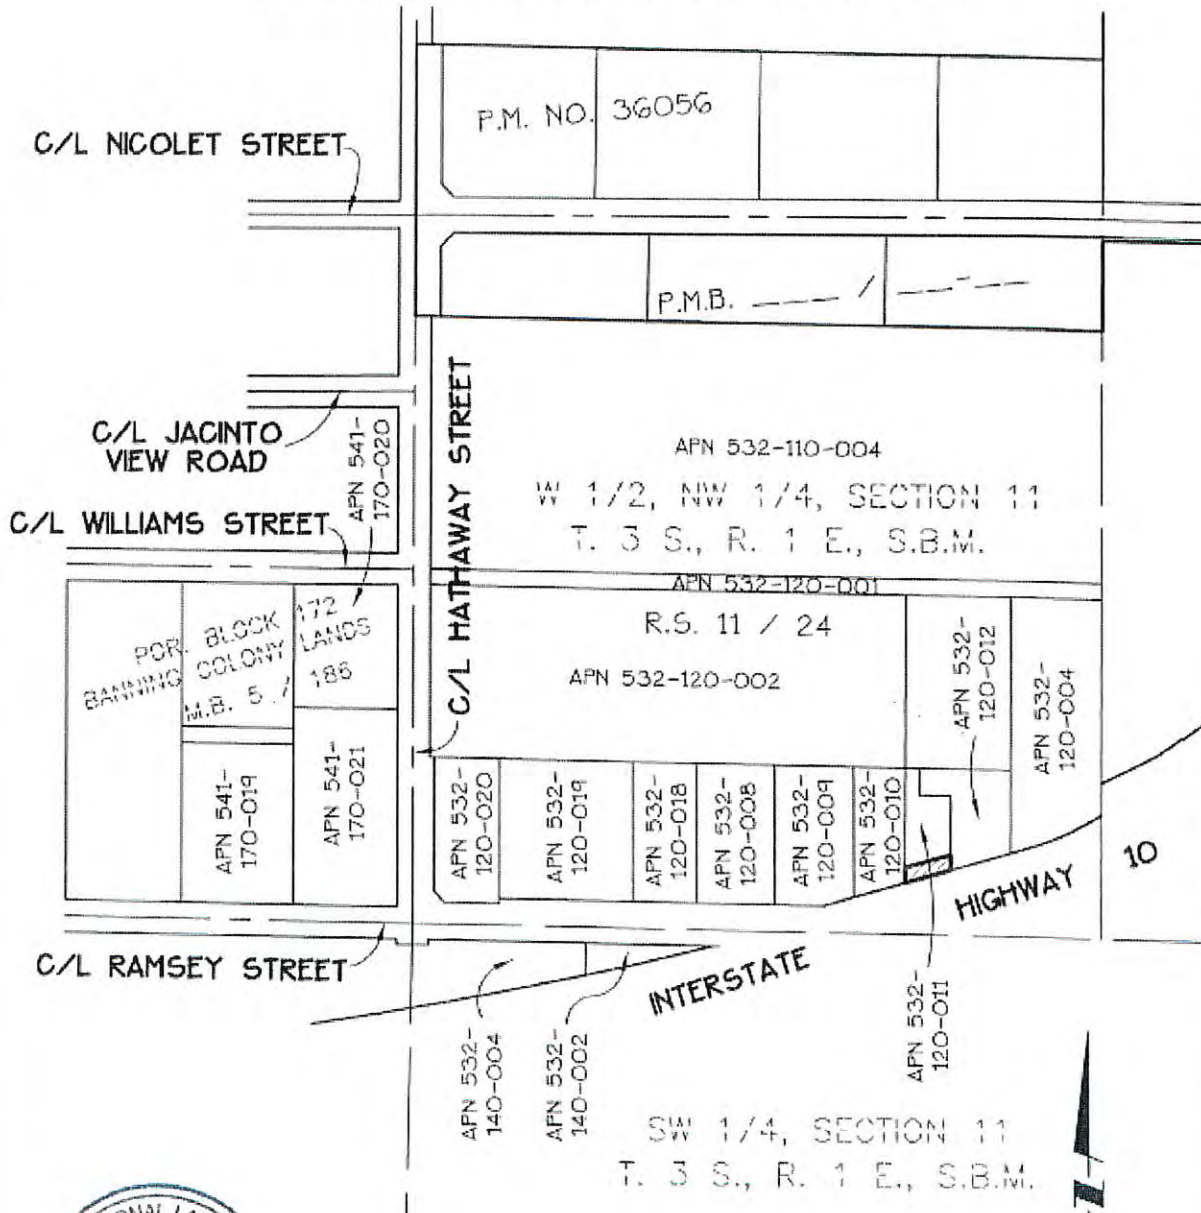 P.M. NO. 36056
C/L NICOLET STREET
P.M.B. ____ / ____-____
C/L JACINTO
VIEW ROAD
APN 541-
170-020
C/L HATHAWAY STREET
APN 532-110-004
W 1/2, NW 1/4, SECTION 11
T. 3 S., R. 1 E., S.B.M.
C/L WILLIAMS STREET
APN 532-120-001
R.S. 11 / 24
APN 532-120-002
POR. BLOCK 172
BANNING COLONY LANDS
M.B. 5 / 186
APN 532-
120-012
APN 532-
120-004
APN 541-
170-019
APN 541-
170-021
APN 532-
120-020
APN 532-
120-019
APN 532-
120-018
APN 532-
120-008
APN 532-
120-009
APN 532-
120-010
INTERSTATE HIGHWAY 10
C/L RAMSEY STREET
APN 532-
140-004
APN 532-
140-002
APN 532-
120-011
SW 1/4, SECTION 11
T. 3 S., R. 1 E., S.B.M.